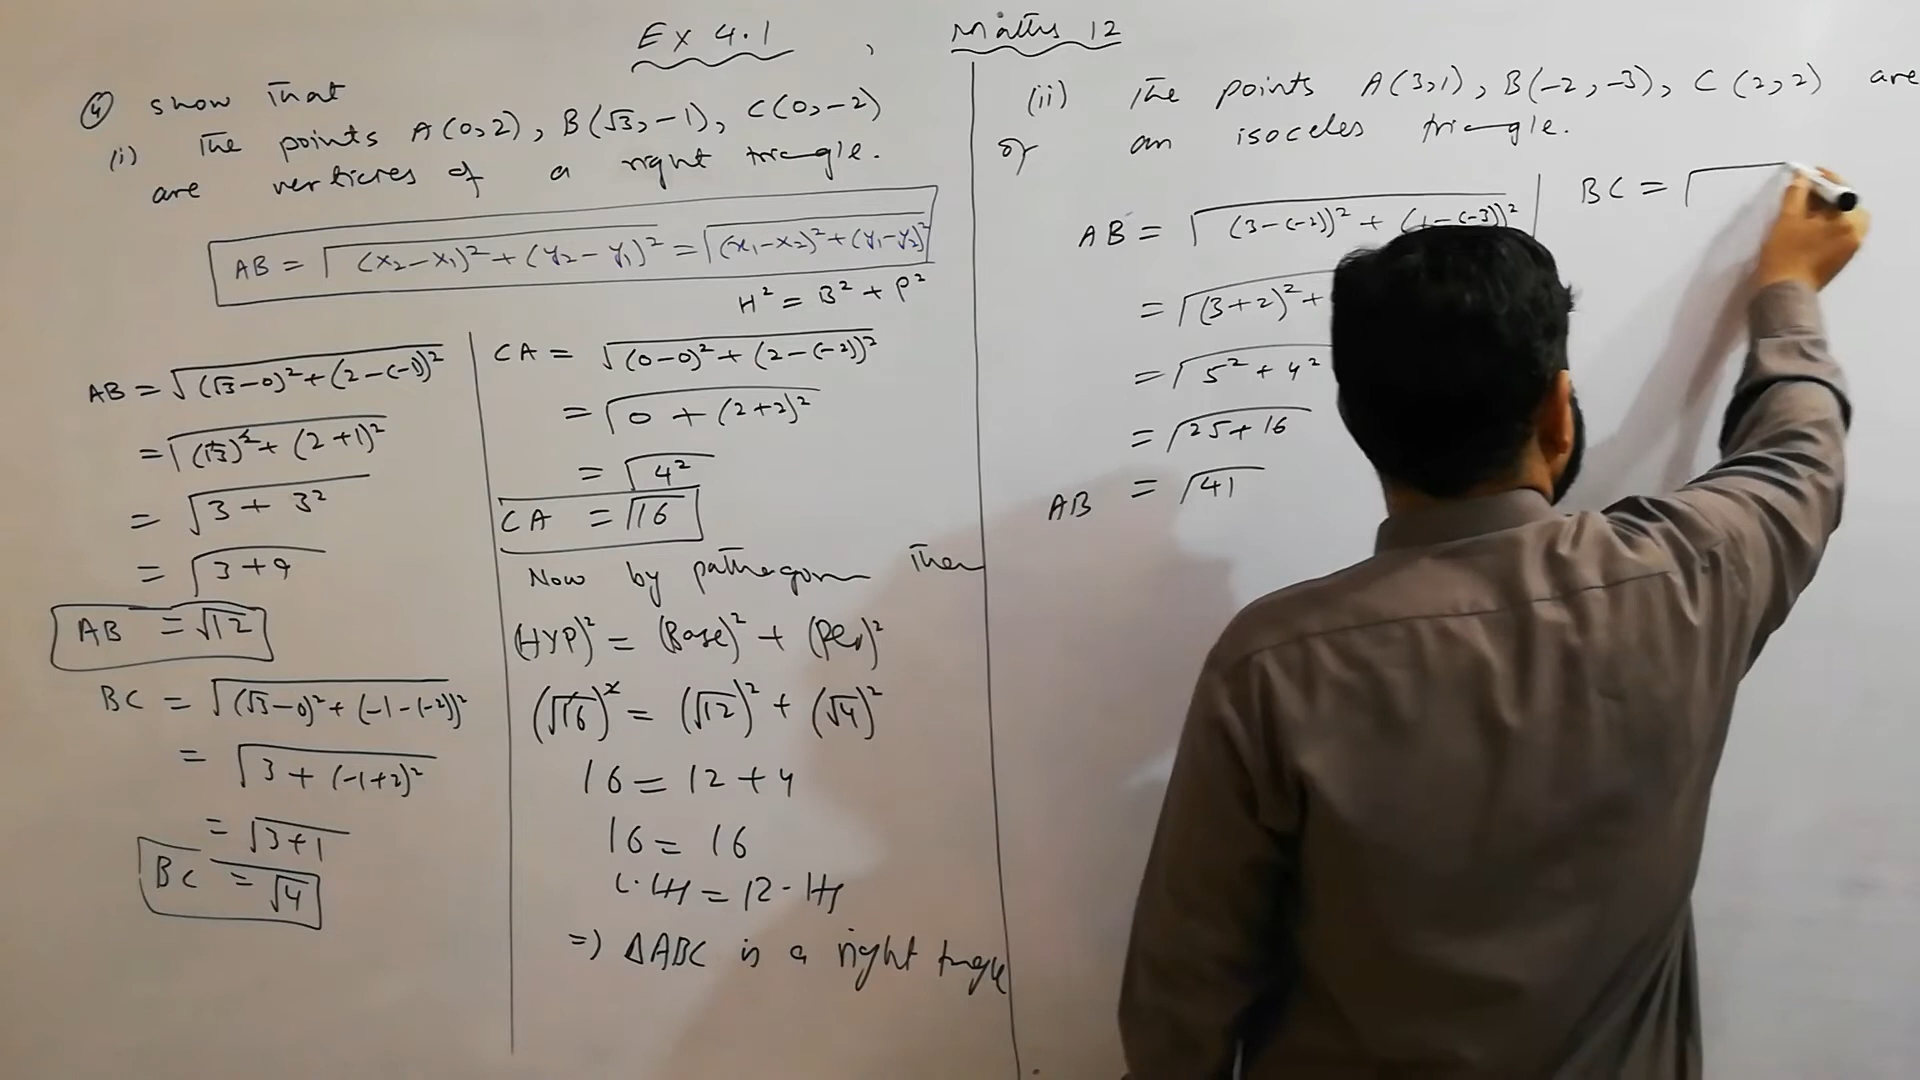 Ex 4.1 , Maths 12
④ show that
(i) The points A(0,2), B(√3,-1), C(0,-2)
are verticres of a right triangle.
AB = √(x₂-x₁)²+(y₂-y₁)² = √(x₁-x₂)²+(y₁-y₂)²
H² = B² + P²
AB = √(√3-0)²+(2-(-1))²
= √(√3)²+(2+1)²
= √3+3²
= √3+9
AB = √12
BC = √(√3-0)²+(-1-(-2))²
= √3+(-1+2)²
= √3+1
BC = √4
CA = √(0-0)²+(2-(-2))²
= √0+(2+2)²
= √4²
CA = √16
Now by pathagorn Then
(HYP)² = (Base)² + (Per)²
(√16)² = (√12)² + (√4)²
16 = 12+4
16 = 16
L.H.S = R.H.S
=) ΔABC is a right
(ii) The points A(3,1), B(-2,-3), C(2,2) are
of an isoceles triangle.
AB = √(3-(-2))²+(1-(-3))²
= √(3+2)²+
= √5²+4²
= √25+16
AB = √41
BC = √